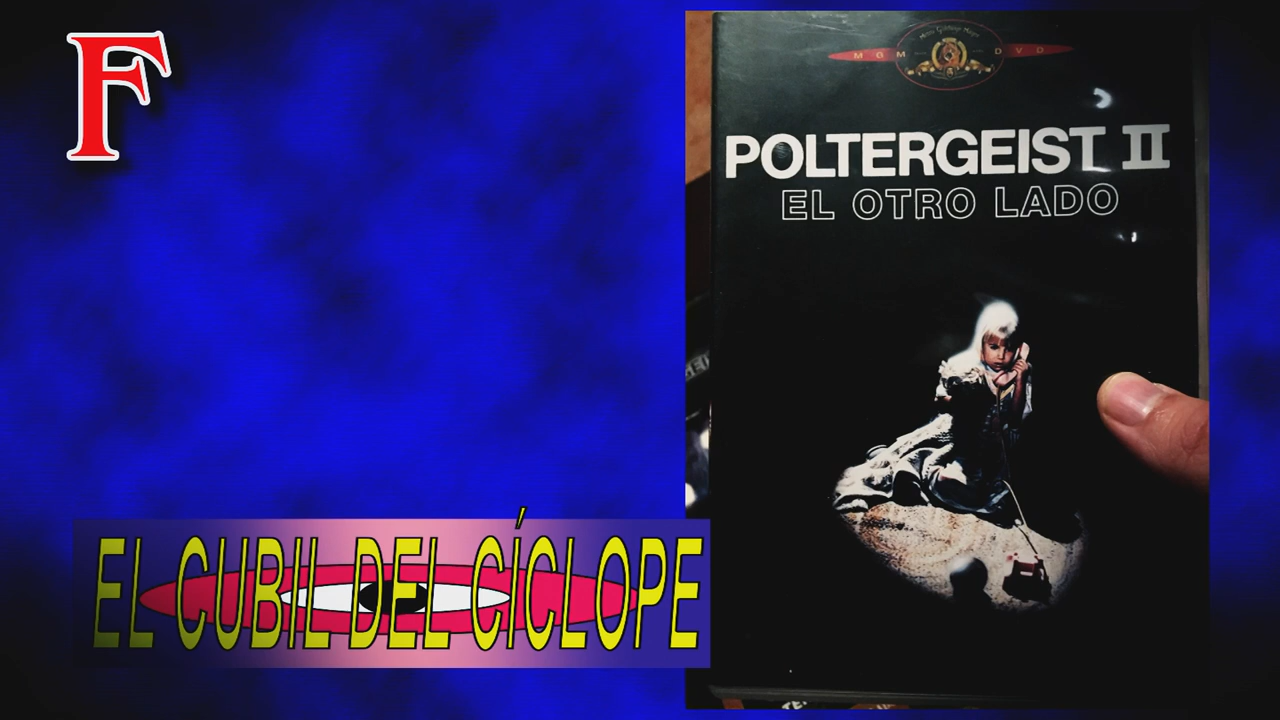 F
MGM DVD
POLTERGEIST II
EL OTRO LADO
EL CUBIL DEL CÍCLOPE